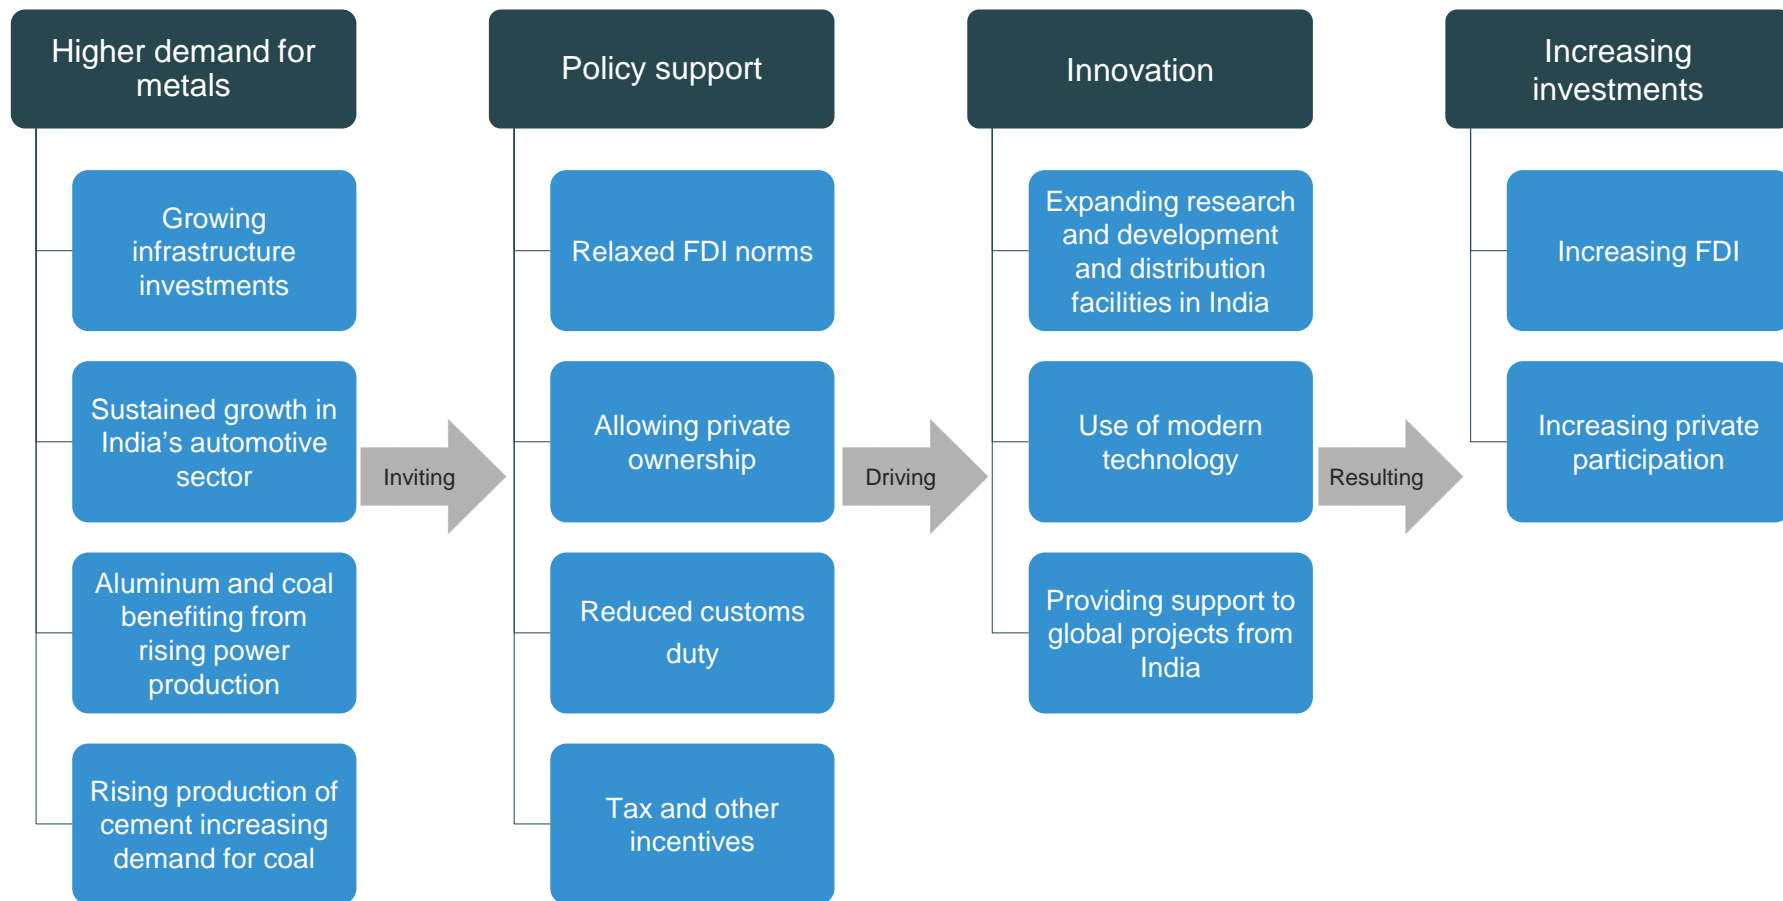 Higher demand for
metals
Growing
infrastructure
investments
Sustained growth in
India’s automotive
sector
Aluminum and coal
benefiting from
rising power
production
Rising production of
cement increasing
demand for coal
Inviting
Policy support
Relaxed FDI norms
Allowing private
ownership
Reduced customs
duty
Tax and other
incentives
Driving
Innovation
Expanding research
and development
and distribution
facilities in India
Use of modern
technology
Providing support to
global projects from
India
Resulting
Increasing
investments
Increasing FDI
Increasing private
participation